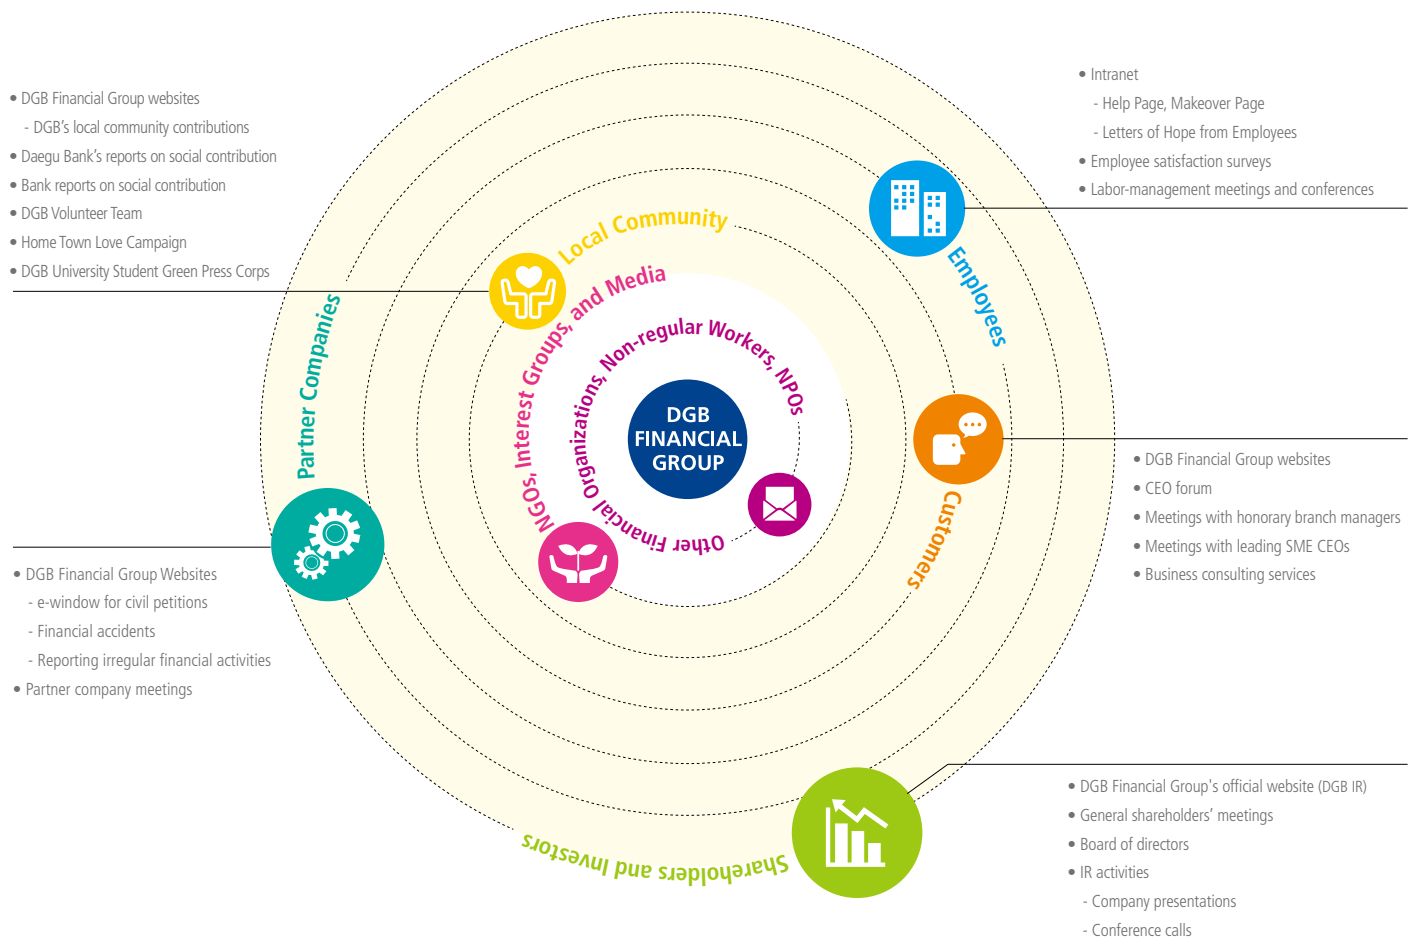 • DGB Financial Group websites
- DGB’s local community contributions
• Daegu Bank’s reports on social contribution
• Bank reports on social contribution
• DGB Volunteer Team
• Home Town Love Campaign
• DGB University Student Green Press Corps
• Intranet
- Help Page, Makeover Page
- Letters of Hope from Employees
• Employee satisfaction surveys
• Labor-management meetings and conferences
Local Community
NGOs, Interest Groups, and Media
Other Financial Organizations, Non-regular Workers, NPOs
Employees
Partner Companies
DGB
FINANCIAL
GROUP
Customers
• DGB Financial Group websites
• CEO forum
• Meetings with honorary branch managers
• Meetings with leading SME CEOs
• Business consulting services
• DGB Financial Group Websites
- e-window for civil petitions
- Financial accidents
- Reporting irregular financial activities
• Partner company meetings
Shareholders and Investors
• DGB Financial Group's official website (DGB IR)
• General shareholders’ meetings
• Board of directors
• IR activities
- Company presentations
- Conference calls